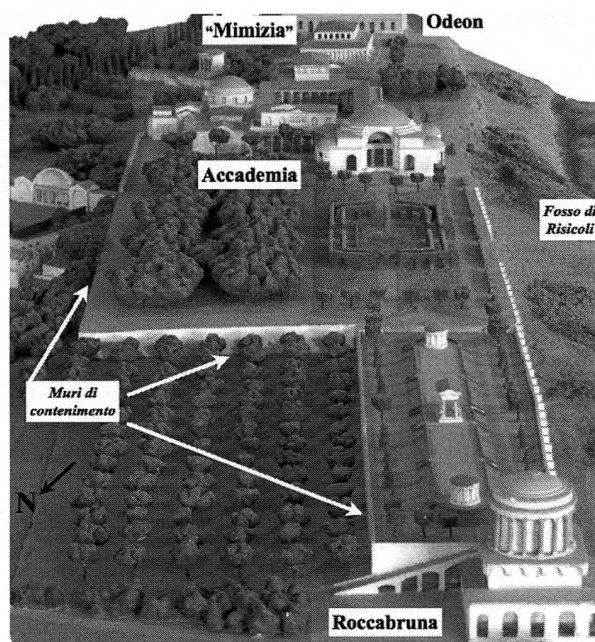 “Mimizia”
Odeon
Accademia
Fosso di
Risicoli
Muri di
contenimento
N
Roccabruna